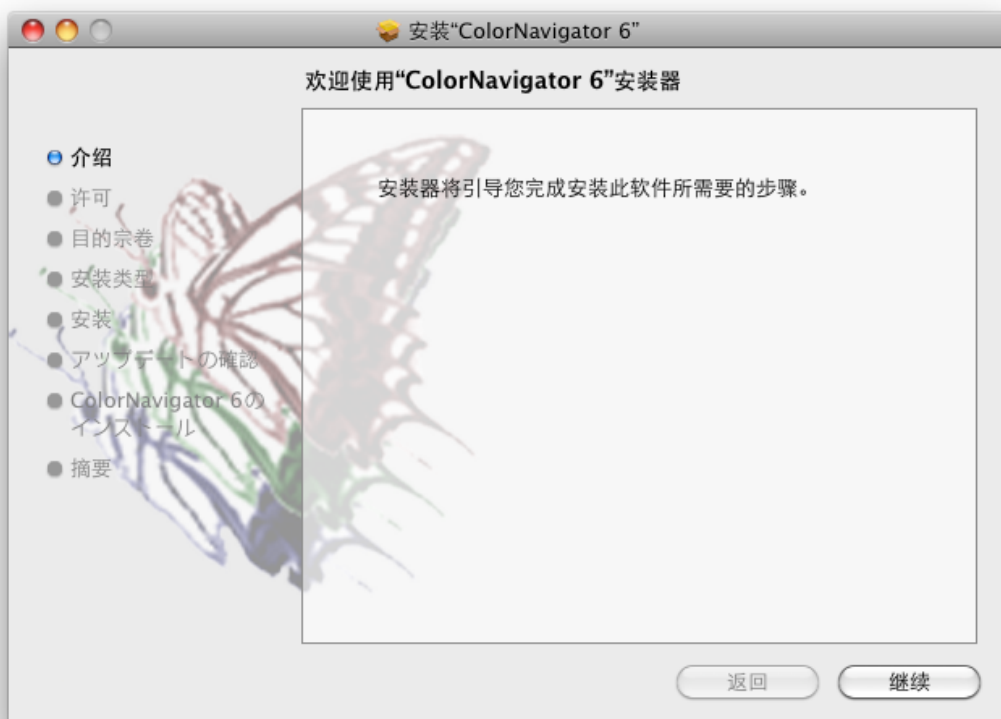 安装“ColorNavigator 6”
欢迎使用“ColorNavigator 6”安装器
介绍
许可
目的宗卷
安装类型
安装
アップデートの確認
ColorNavigator 6の
インストール
摘要
安装器将引导您完成安装此软件所需要的步骤。
返回
继续